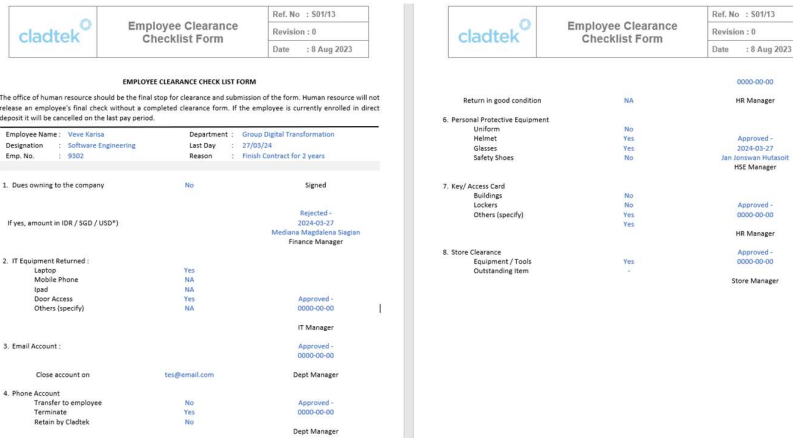 cladtek
Employee Clearance
Checklist Form
Ref. No : S01/13
Revision : 0
Date : 8 Aug 2023
EMPLOYEE CLEARANCE CHECK LIST FORM
The office of human resource should be the final stop for clearance and submission of the form. Human resource will not
release an employee's final check without a completed clearance form. If the employee is currently enrolled in direct
deposit it will be cancelled on the last pay period.
Employee Name : Veve Karisa Department : Group Digital Transformation
Designation : Software Engineering Last Day : 27/03/24
Emp. No. : 9302 Reason : Finish Contract for 2 years
1. Dues owning to the company No Signed
Rejected -
If yes, amount in IDR / SGD / USD*) 2024-03-27
Mediana Magdalena Siagian
Finance Manager
2. IT Equipment Returned :
Laptop Yes
Mobile Phone NA
Ipad NA
Door Access Yes Approved -
Others (specify) NA 0000-00-00
IT Manager
3. Email Account : Approved -
0000-00-00
Close account on tes@email.com Dept Manager
4. Phone Account
Transfer to employee No Approved -
Terminate Yes 0000-00-00
Retain by Cladtek No
Dept Manager
cladtek
Employee Clearance
Checklist Form
Ref. No : S01/13
Revision : 0
Date : 8 Aug 2023
0000-00-00
Return in good condition NA HR Manager
6. Personal Protective Equipment
Uniform No
Helmet Yes Approved -
Glasses Yes 2024-03-27
Safety Shoes No Jan Jonswan Hutasoit
HSE Manager
7. Key/ Access Card
Buildings No
Lockers No Approved -
Others (specify) Yes 0000-00-00
Yes
HR Manager
8. Store Clearance Approved -
Equipment / Tools Yes 0000-00-00
Outstanding Item -
Store Manager